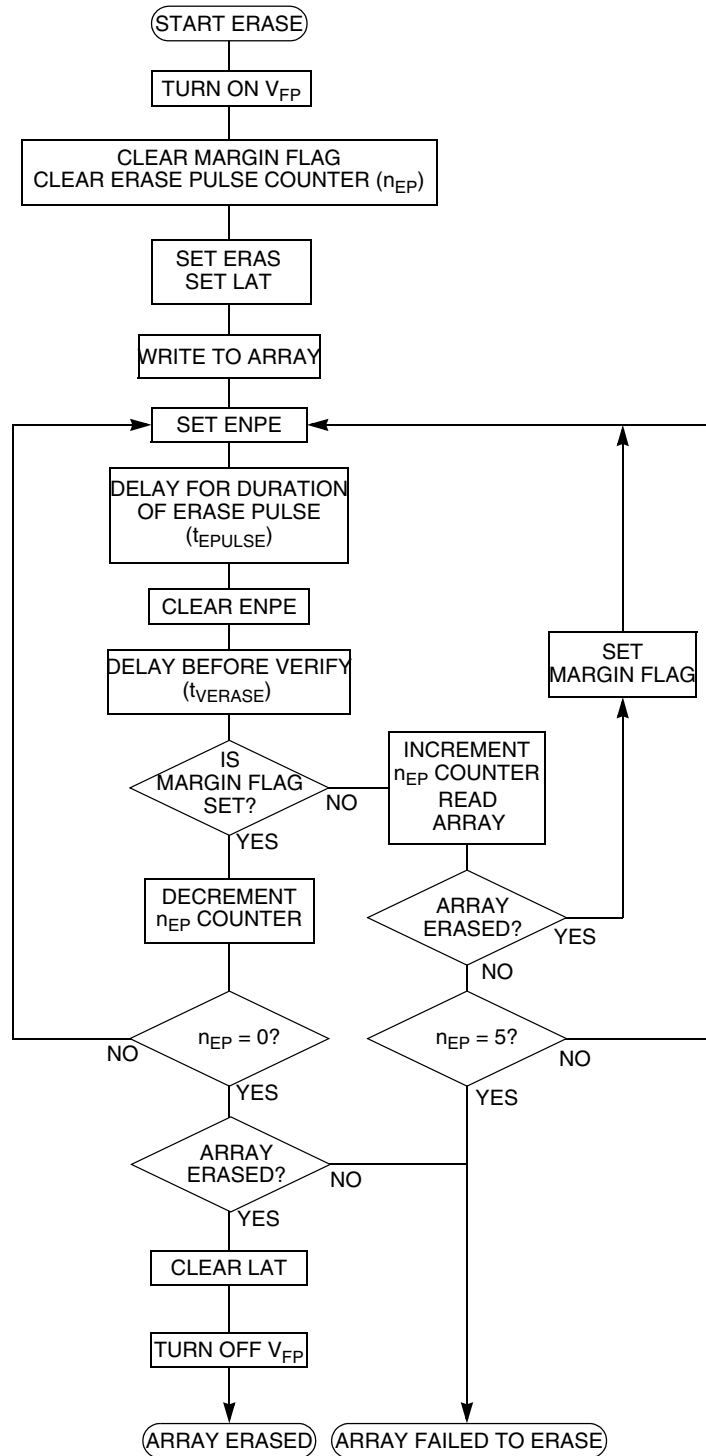 START ERASE
TURN ON VFP
CLEAR MARGIN FLAG
CLEAR ERASE PULSE COUNTER (nEP)
SET ERAS
SET LAT
WRITE TO ARRAY
SET ENPE
DELAY FOR DURATION
OF ERASE PULSE
(tEPULSE)
CLEAR ENPE
DELAY BEFORE VERIFY
(tVERASE)
SET
MARGIN FLAG
IS
MARGIN FLAG
SET?
NO
YES
INCREMENT
nEP COUNTER
READ
ARRAY
DECREMENT
nEP COUNTER
ARRAY
ERASED?
YES
NO
nEP = 0?
NO
YES
nEP = 5?
NO
YES
ARRAY
ERASED?
NO
YES
CLEAR LAT
TURN OFF VFP
ARRAY ERASED
ARRAY FAILED TO ERASE